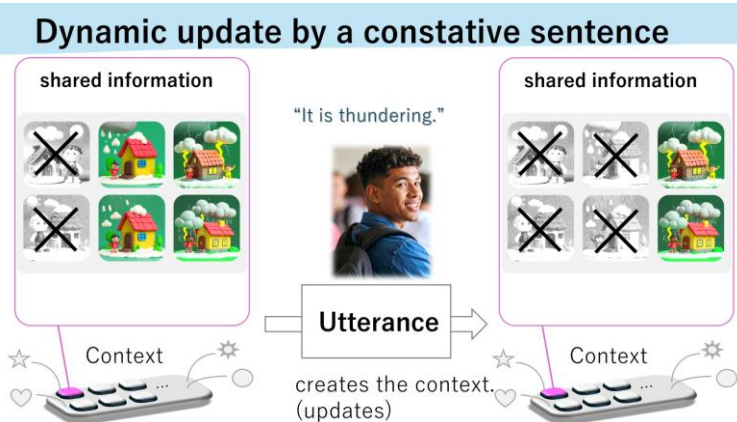 Dynamic update by a constative sentence
shared information
“It is thundering.”
shared information
Utterance
Context
...
creates the context.
(updates)
Context
...